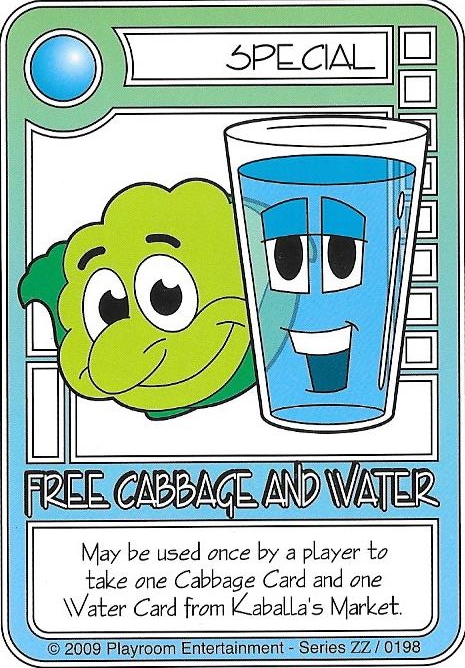 SPECIAL
FREE CABBAGE AND WATER
May be used once by a player to
take one Cabbage Card and one
Water Card from Kaballa's Market.
© 2009 Playroom Entertainment - Series ZZ / 0198